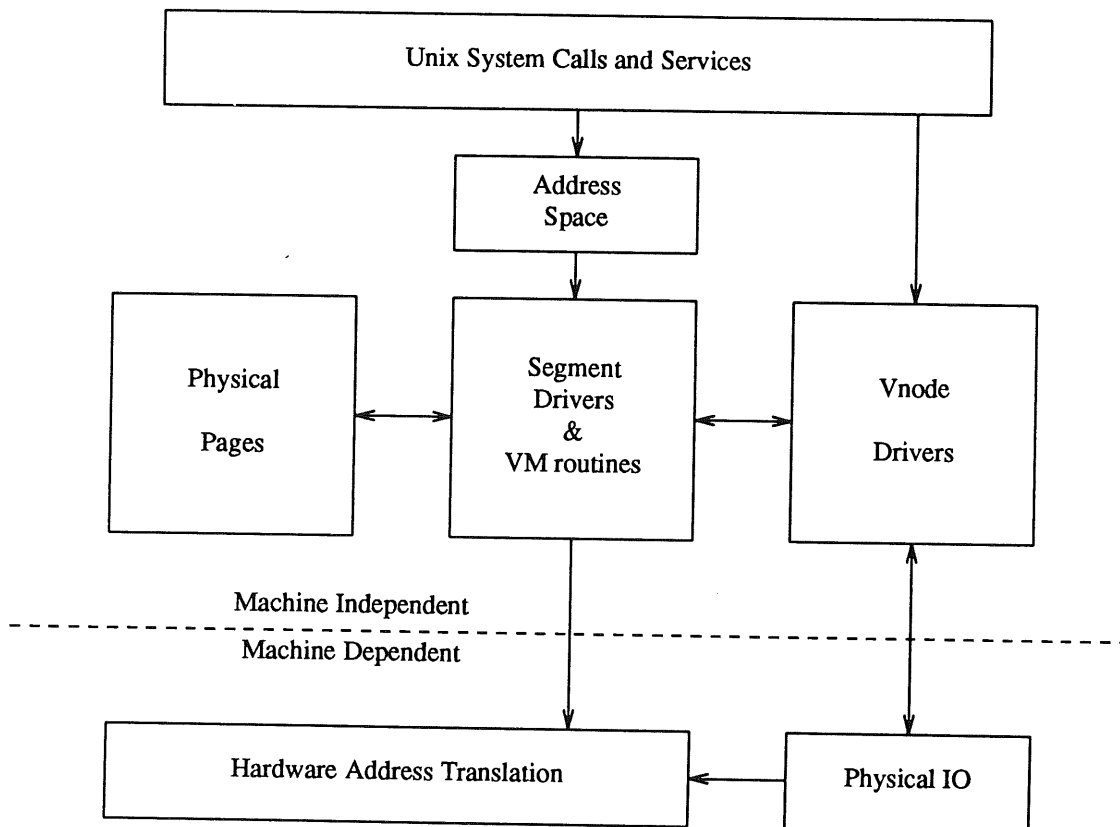 Unix System Calls and Services
Address
Space
Physical
Pages
Segment
Drivers
&
VM routines
Vnode
Drivers
Machine Independent
Machine Dependent
Hardware Address Translation
Physical IO